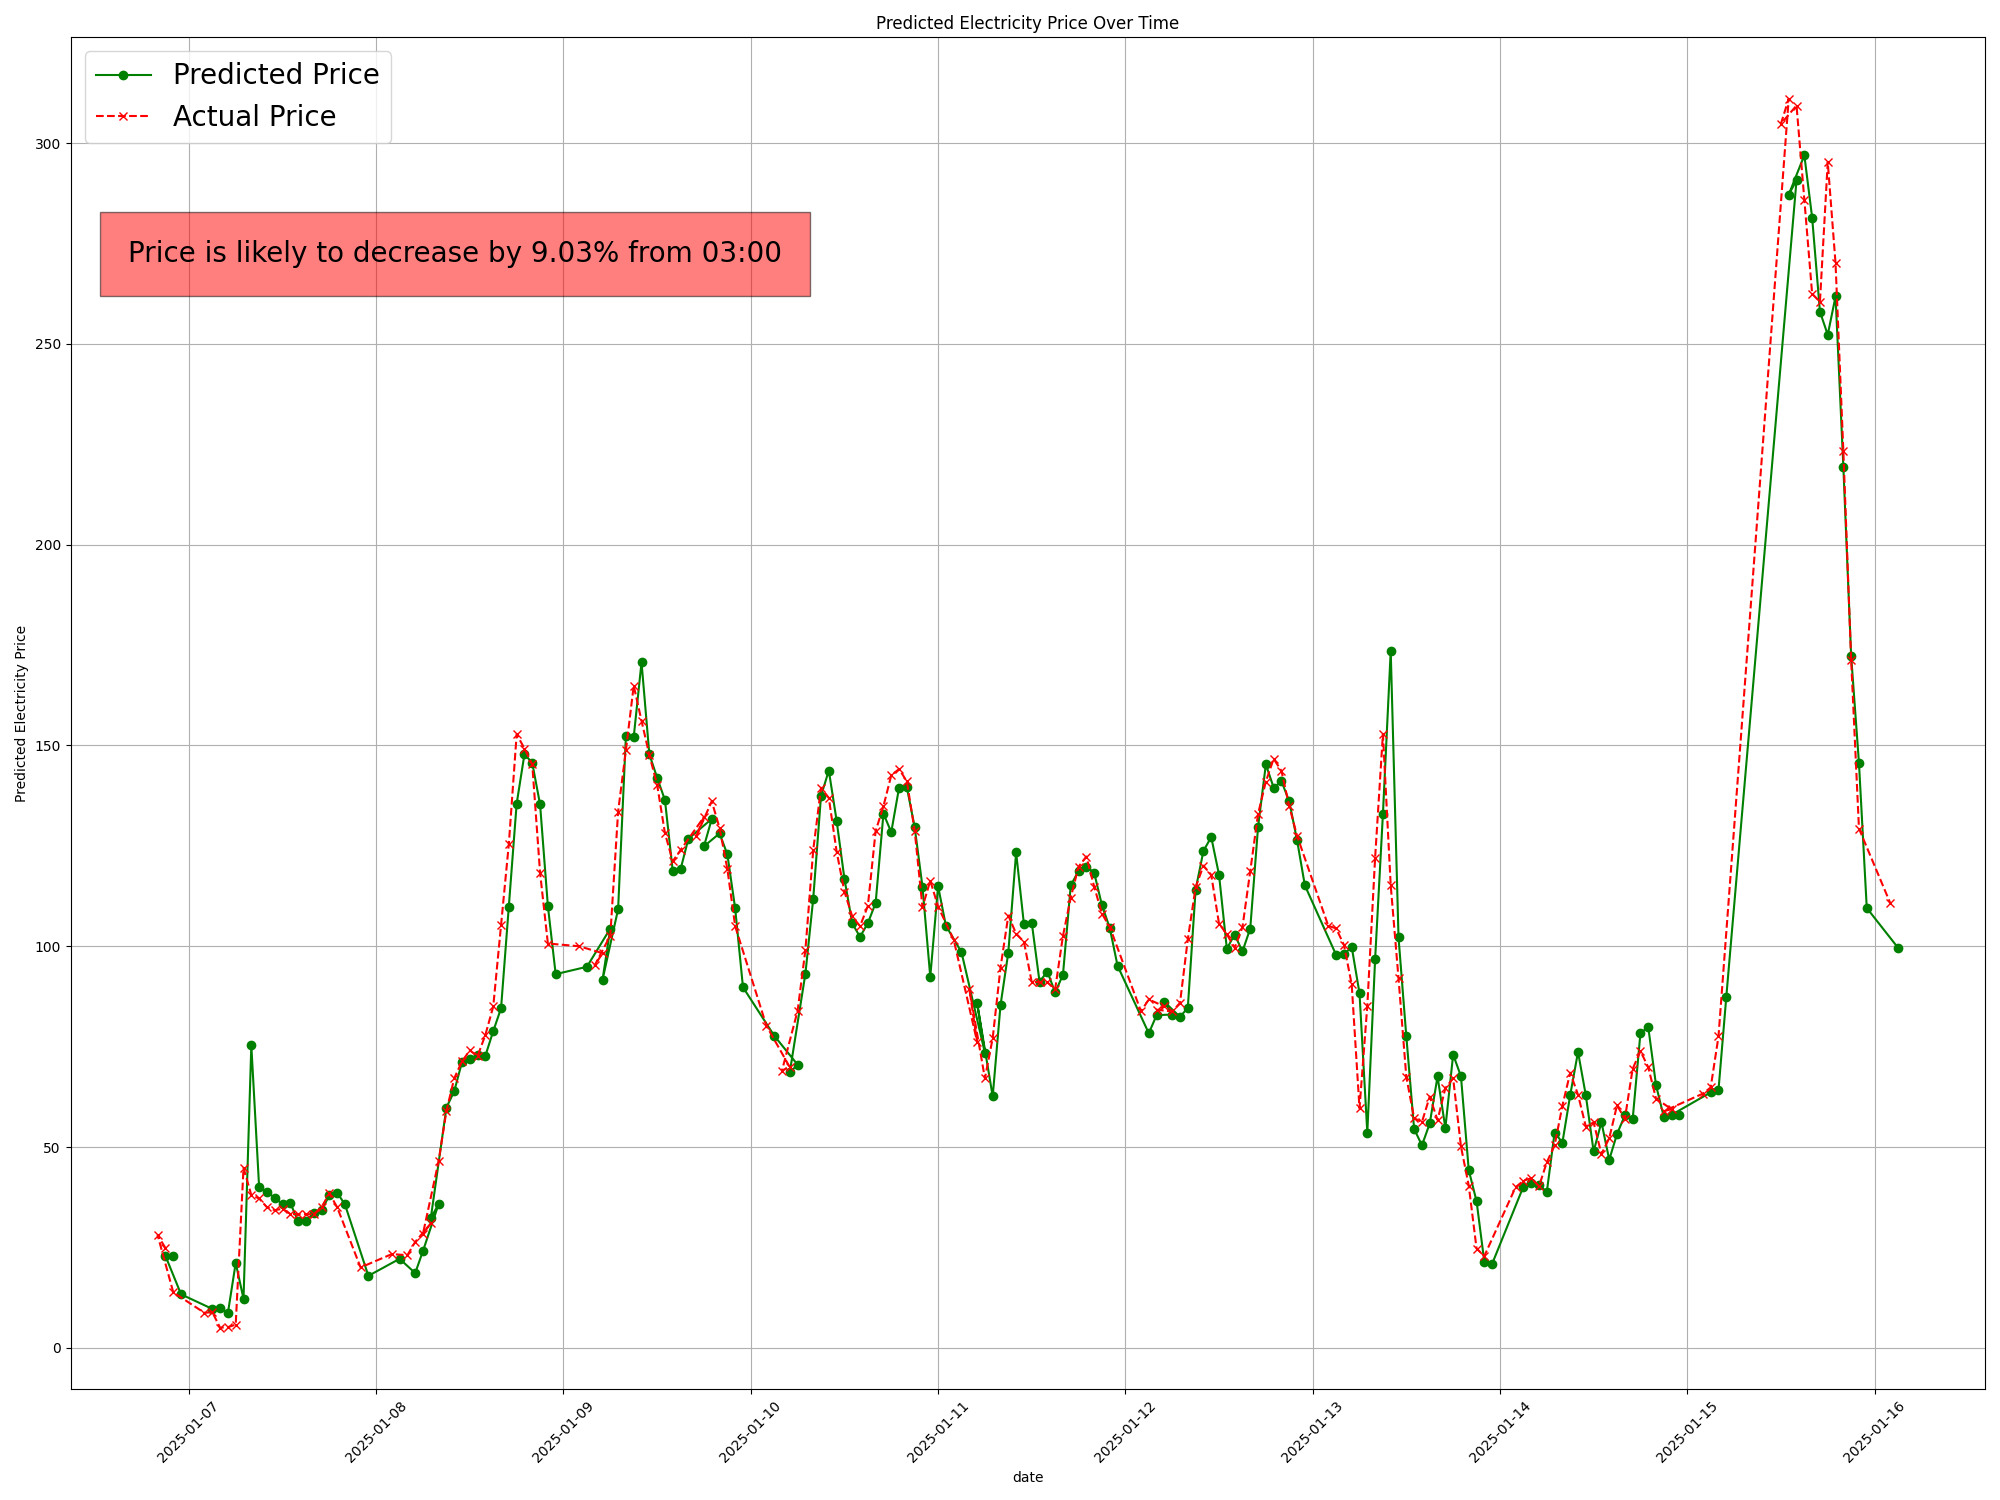 Predicted Electricity Price Over Time
Predicted Price
Actual Price
Price is likely to decrease by 9.03% from 03:00
Predicted Electricity Price
300
250
200
150
100
50
0
2025-01-07
2025-01-08
2025-01-09
2025-01-10
2025-01-11
2025-01-12
2025-01-13
2025-01-14
2025-01-15
2025-01-16
date